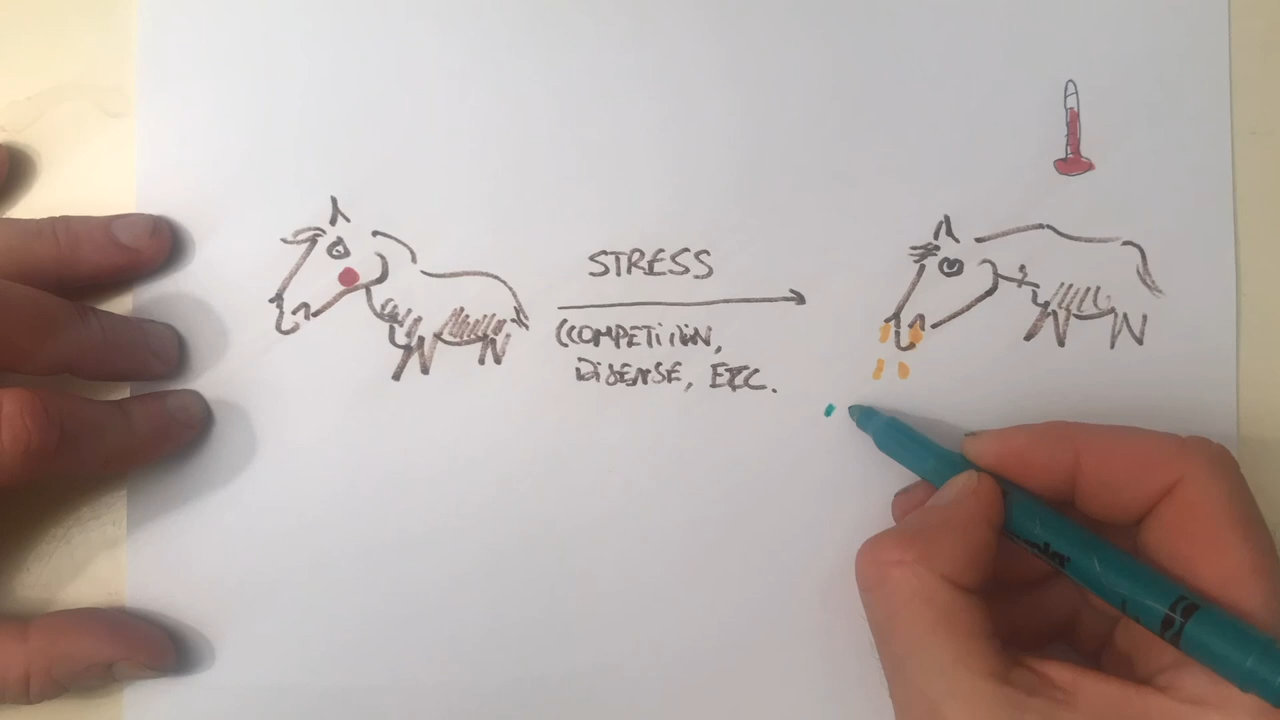 STRESS
(COMPETITION,
DISEASE, ETC.